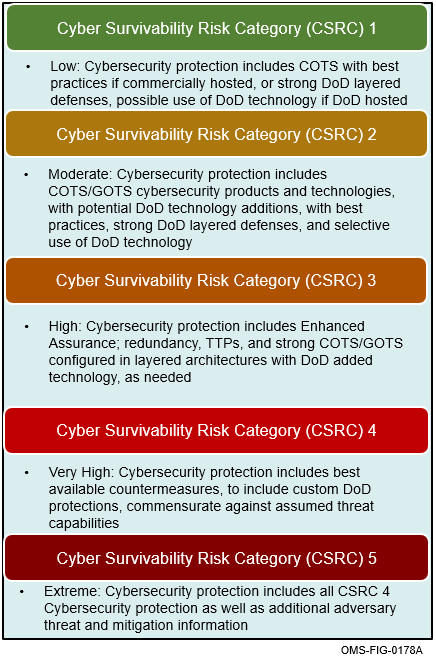 Cyber Survivability Risk Category (CSRC) 1
• Low: Cybersecurity protection includes COTS with best
practices if commercially hosted, or strong DoD layered
defenses, possible use of DoD technology if DoD hosted
Cyber Survivability Risk Category (CSRC) 2
• Moderate: Cybersecurity protection includes
COTS/GOTS cybersecurity products and technologies,
with potential DoD technology additions, with best
practices, strong DoD layered defenses, and selective
use of DoD technology
Cyber Survivability Risk Category (CSRC) 3
• High: Cybersecurity protection includes Enhanced
Assurance; redundancy, TTPs, and strong COTS/GOTS
configured in layered architectures with DoD added
technology, as needed
Cyber Survivability Risk Category (CSRC) 4
• Very High: Cybersecurity protection includes best
available countermeasures, to include custom DoD
protections, commensurate against assumed threat
capabilities
Cyber Survivability Risk Category (CSRC) 5
• Extreme: Cybersecurity protection includes all CSRC 4
Cybersecurity protection as well as additional adversary
threat and mitigation information
OMS-FIG-0178A